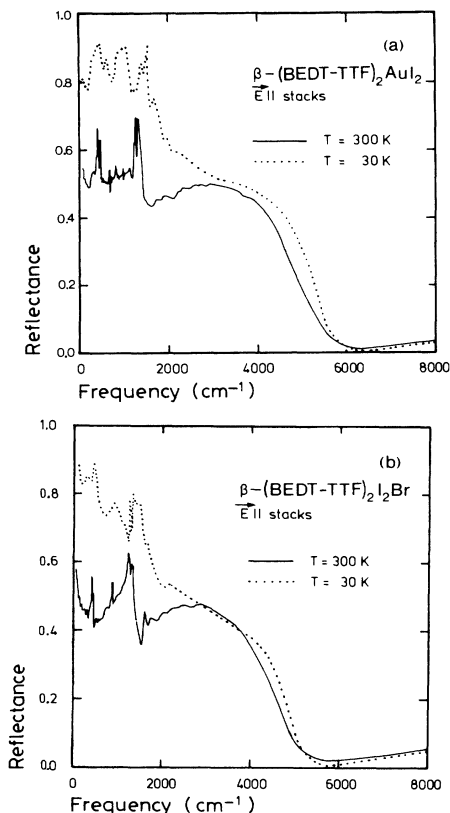 1.0
(a)
β-(BEDT-TTF)₂AuI₂
E II stacks
0.8
T = 300 K
T = 30 K
0.6
0.4
0.2
0.0
Reflectance
0 2000 4000 6000 8000
Frequency (cm⁻¹)
1.0
(b)
β-(BEDT-TTF)₂I₂Br
E II stacks
0.8
T = 300 K
T = 30 K
0.6
0.4
0.2
0.0
Reflectance
0 2000 4000 6000 8000
Frequency (cm⁻¹)